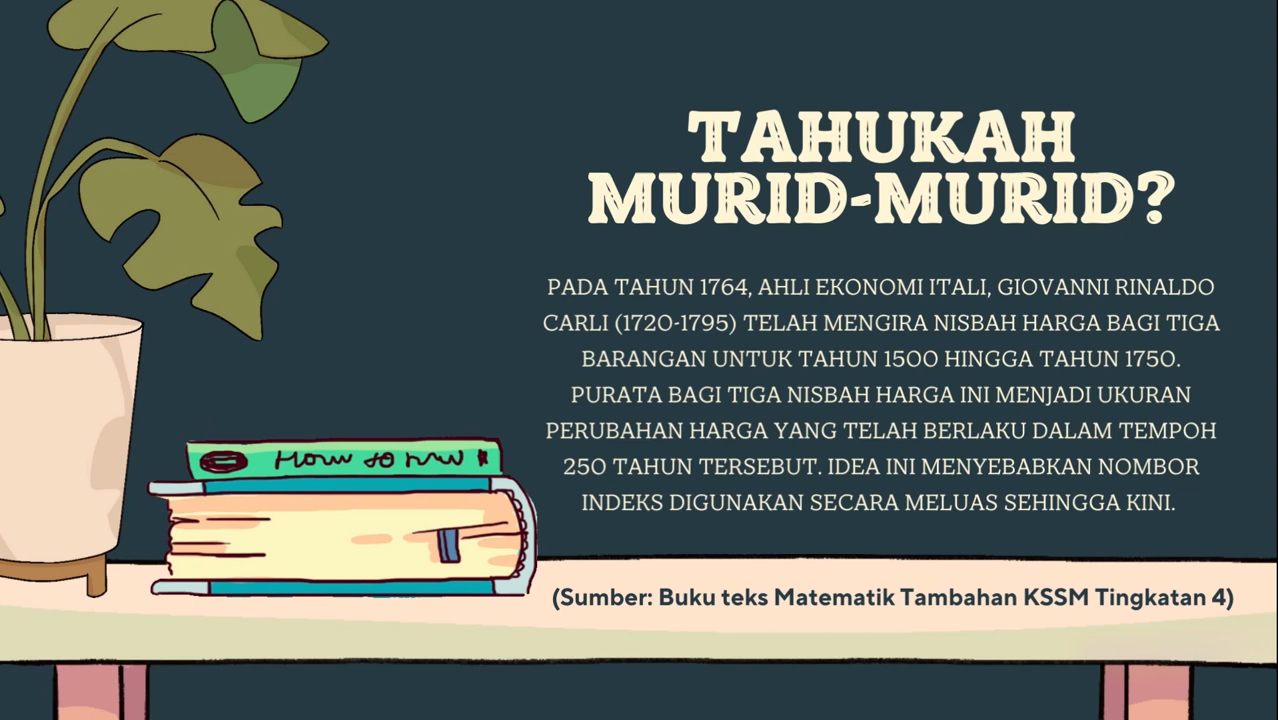 TAHUKAH
MURID-MURID?
PADA TAHUN 1764, AHLI EKONOMI ITALI, GIOVANNI RINALDO
CARLI (1720-1795) TELAH MENGIRA NISBAH HARGA BAGI TIGA
BARANGAN UNTUK TAHUN 1500 HINGGA TAHUN 1750.
PURATA BAGI TIGA NISBAH HARGA INI MENJADI UKURAN
PERUBAHAN HARGA YANG TELAH BERLAKU DALAM TEMPOH
250 TAHUN TERSEBUT. IDEA INI MENYEBABKAN NOMBOR
INDEKS DIGUNAKAN SECARA MELUAS SEHINGGA KINI.
How to
(Sumber: Buku teks Matematik Tambahan KSSM Tingkatan 4)